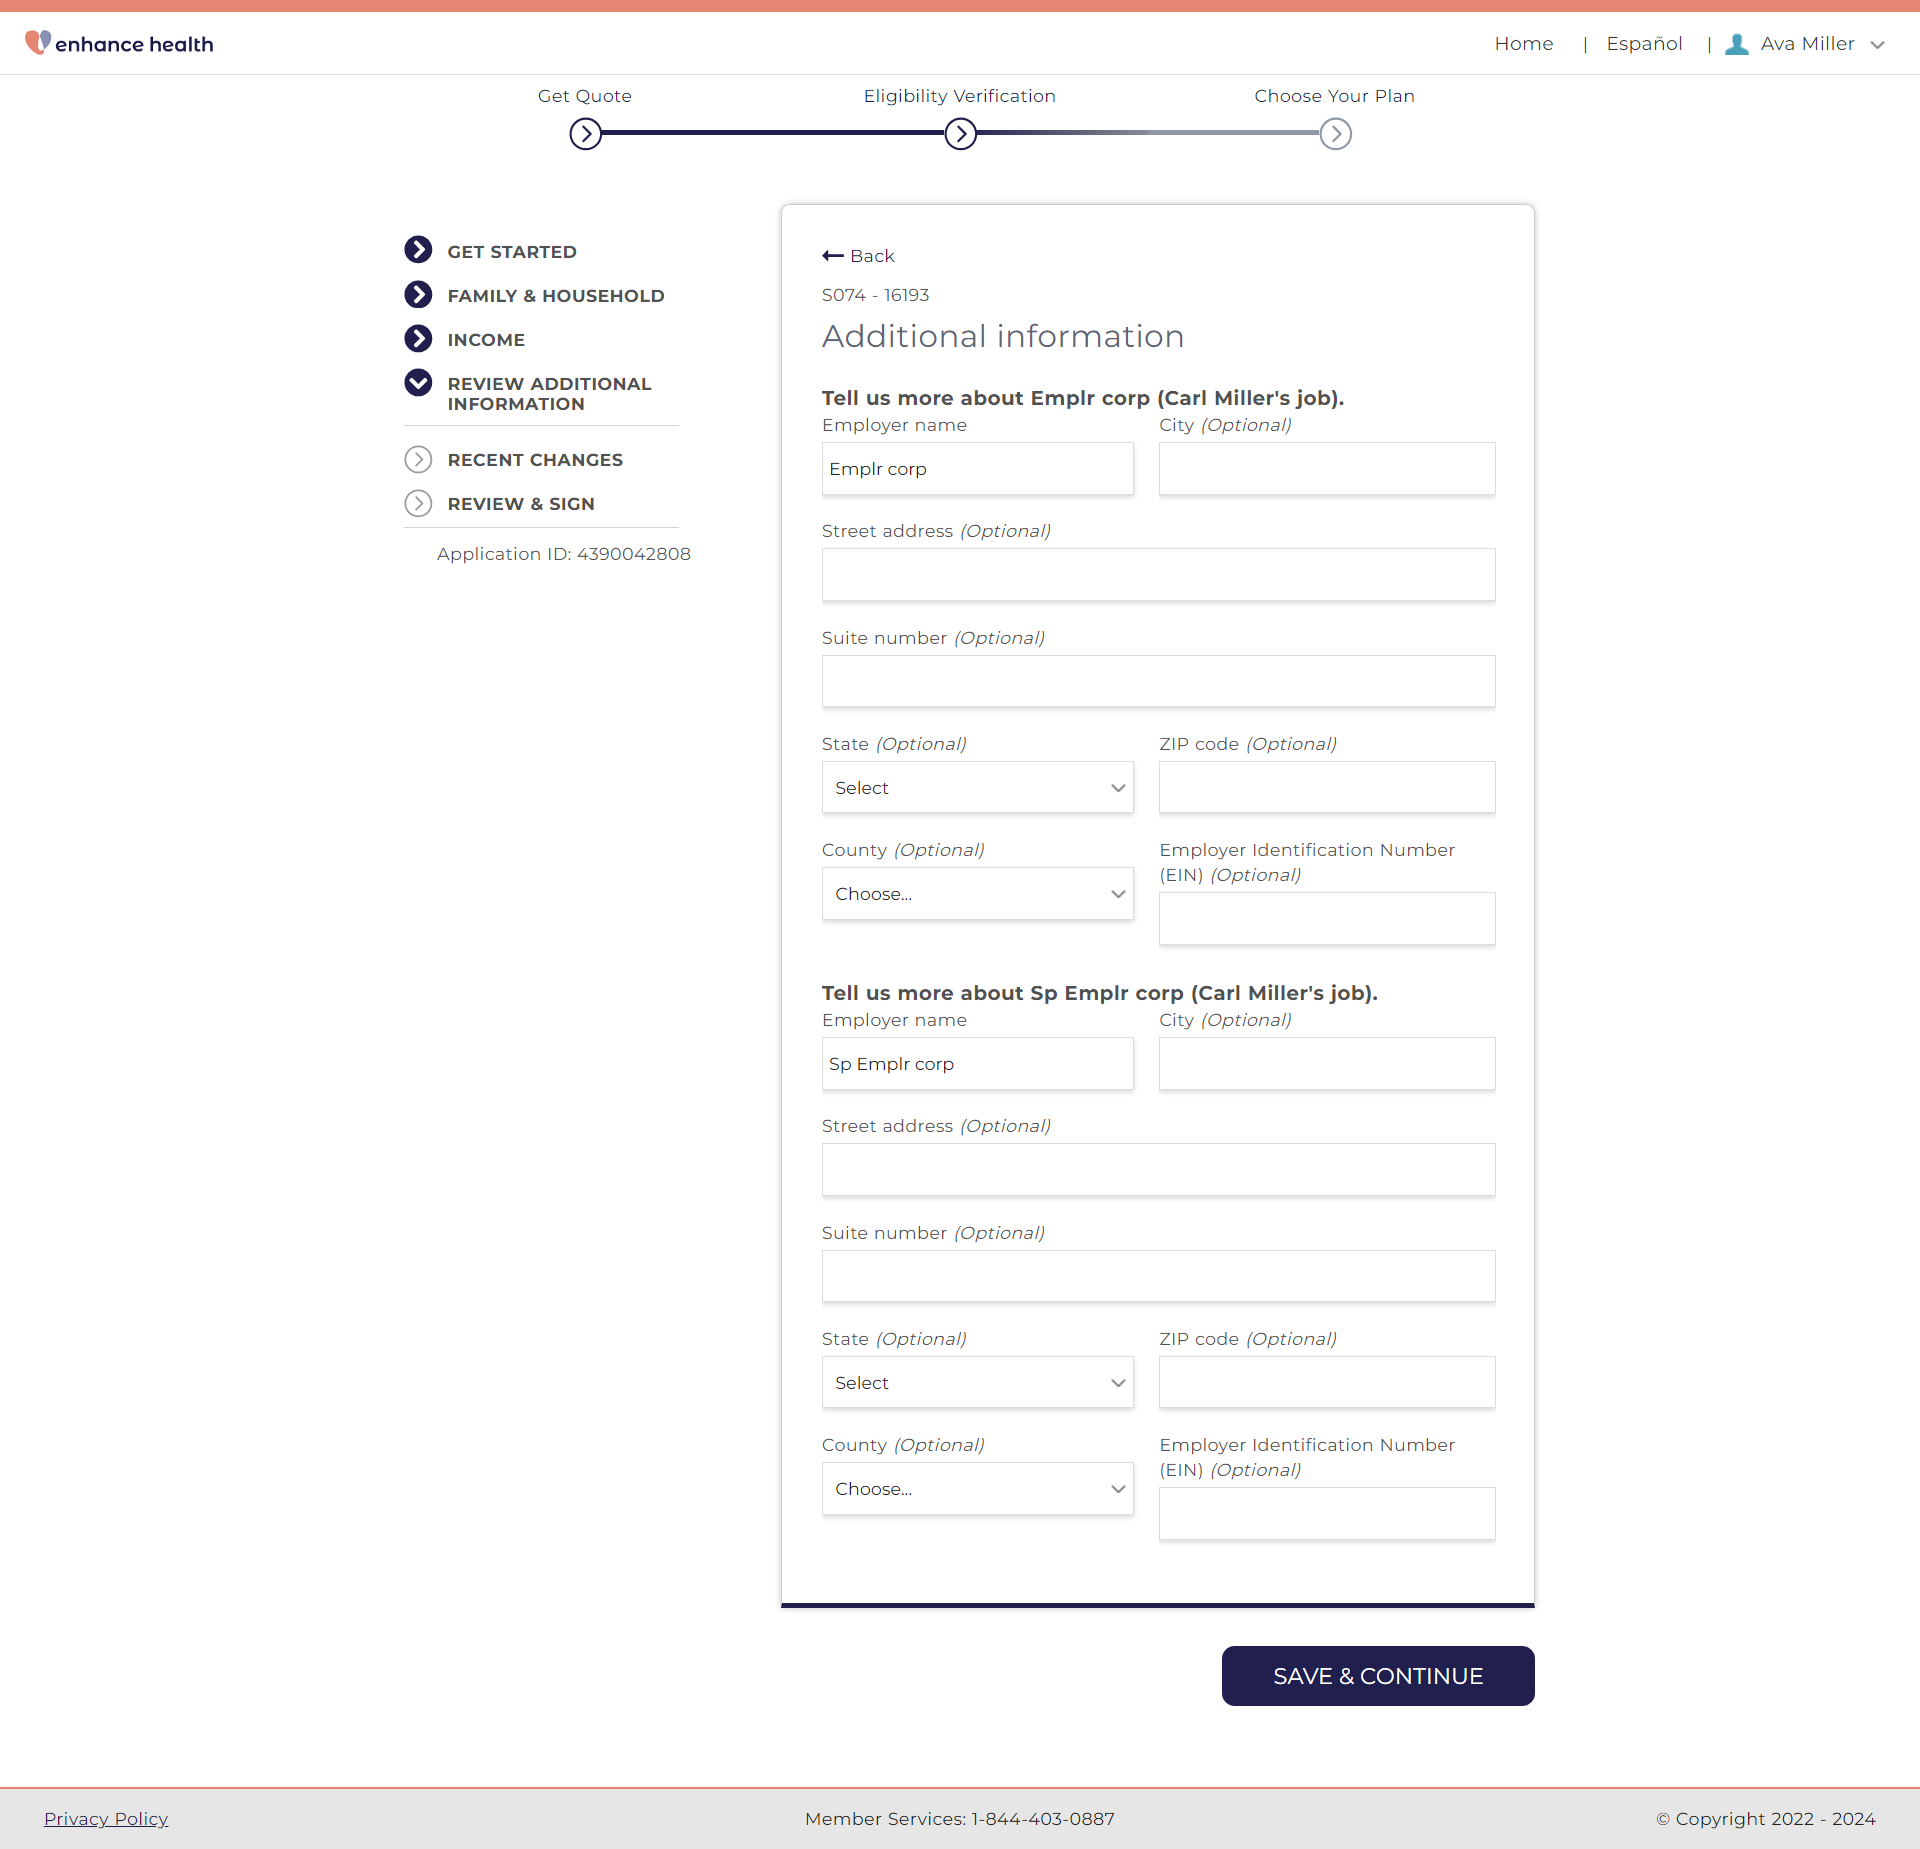 enhance health
Home | Español | Ava Miller
Get Quote
Eligibility Verification
Choose Your Plan
GET STARTED
FAMILY & HOUSEHOLD
INCOME
REVIEW ADDITIONAL
INFORMATION
RECENT CHANGES
REVIEW & SIGN
Application ID: 4390042808
Back
S074 - 16193
Additional information
Tell us more about Emplr corp (Carl Miller's job).
Employer name
City (Optional)
Emplr corp
Street address (Optional)
Suite number (Optional)
State (Optional)
ZIP code (Optional)
Select
County (Optional)
Employer Identification Number
(EIN) (Optional)
Choose...
Tell us more about Sp Emplr corp (Carl Miller's job).
Employer name
City (Optional)
Sp Emplr corp
Street address (Optional)
Suite number (Optional)
State (Optional)
ZIP code (Optional)
Select
County (Optional)
Employer Identification Number
(EIN) (Optional)
Choose...
SAVE & CONTINUE
Privacy Policy
Member Services: 1-844-403-0887
© Copyright 2022 - 2024